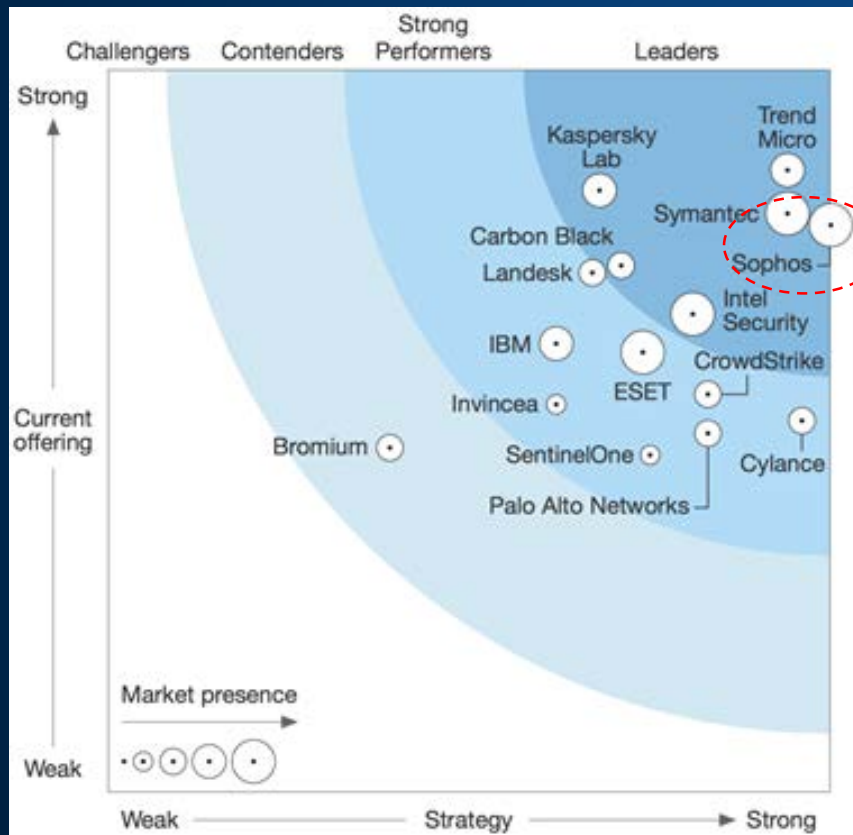 Strong
Challengers Contenders Performers Leaders
Strong
Trend
Micro
Kaspersky
Lab
Symantec
Carbon Black
Sophos
Landesk
Intel
Security
IBM
CrowdStrike
ESET
Invincea
Current
offering
Bromium
SentinelOne
Cylance
Palo Alto Networks
Market presence
Weak
Weak Strategy Strong